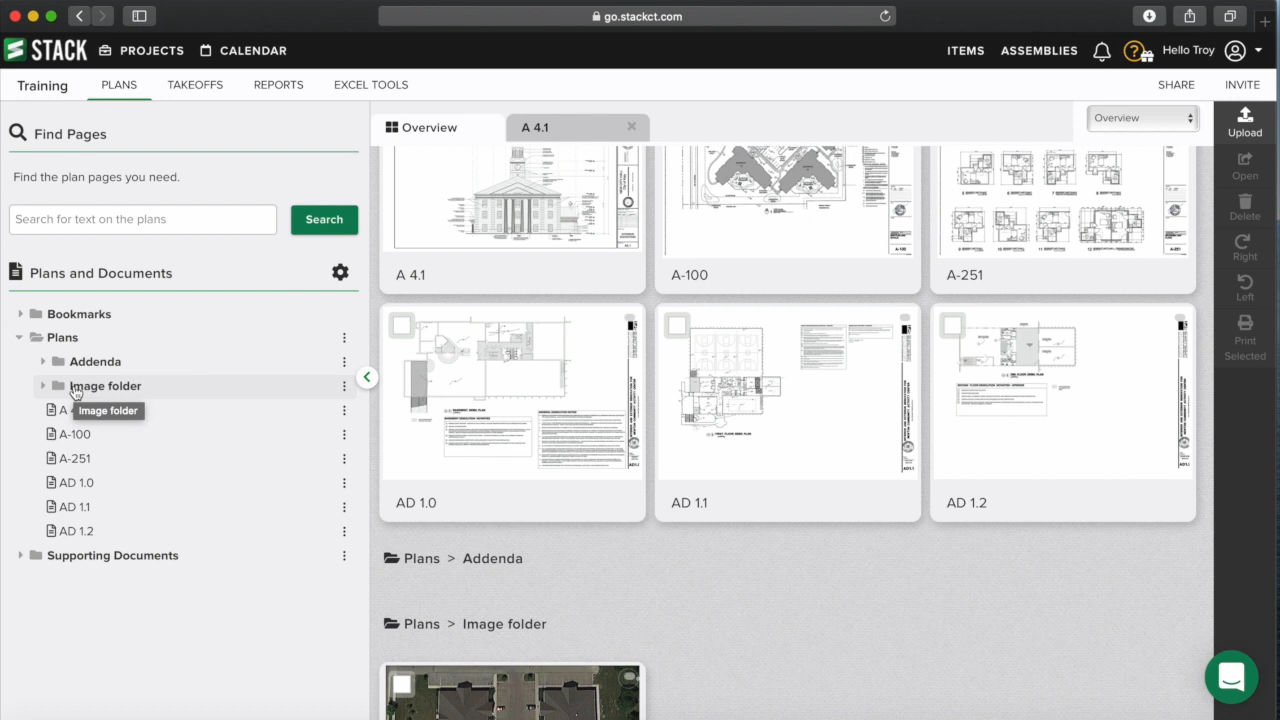 go.stackct.com
STACK PROJECTS CALENDAR ITEMS ASSEMBLIES Hello Troy
Training PLANS TAKEOFFS REPORTS EXCEL TOOLS SHARE INVITE
Find Pages
Find the plan pages you need.
Search for text on the plans Search
Plans and Documents
Bookmarks
Plans
Addenda
Image folder
Image folder
A
A-100
A-251
AD 1.0
AD 1.1
AD 1.2
Supporting Documents
Overview A 4.1 Overview
A-100 A-251
A 4.1 A-100 A-251
AD 1.0 AD 1.1 AD 1.2
Plans > Addenda
Plans > Image folder
Upload
Open
Delete
Right
Left
Print
Selected